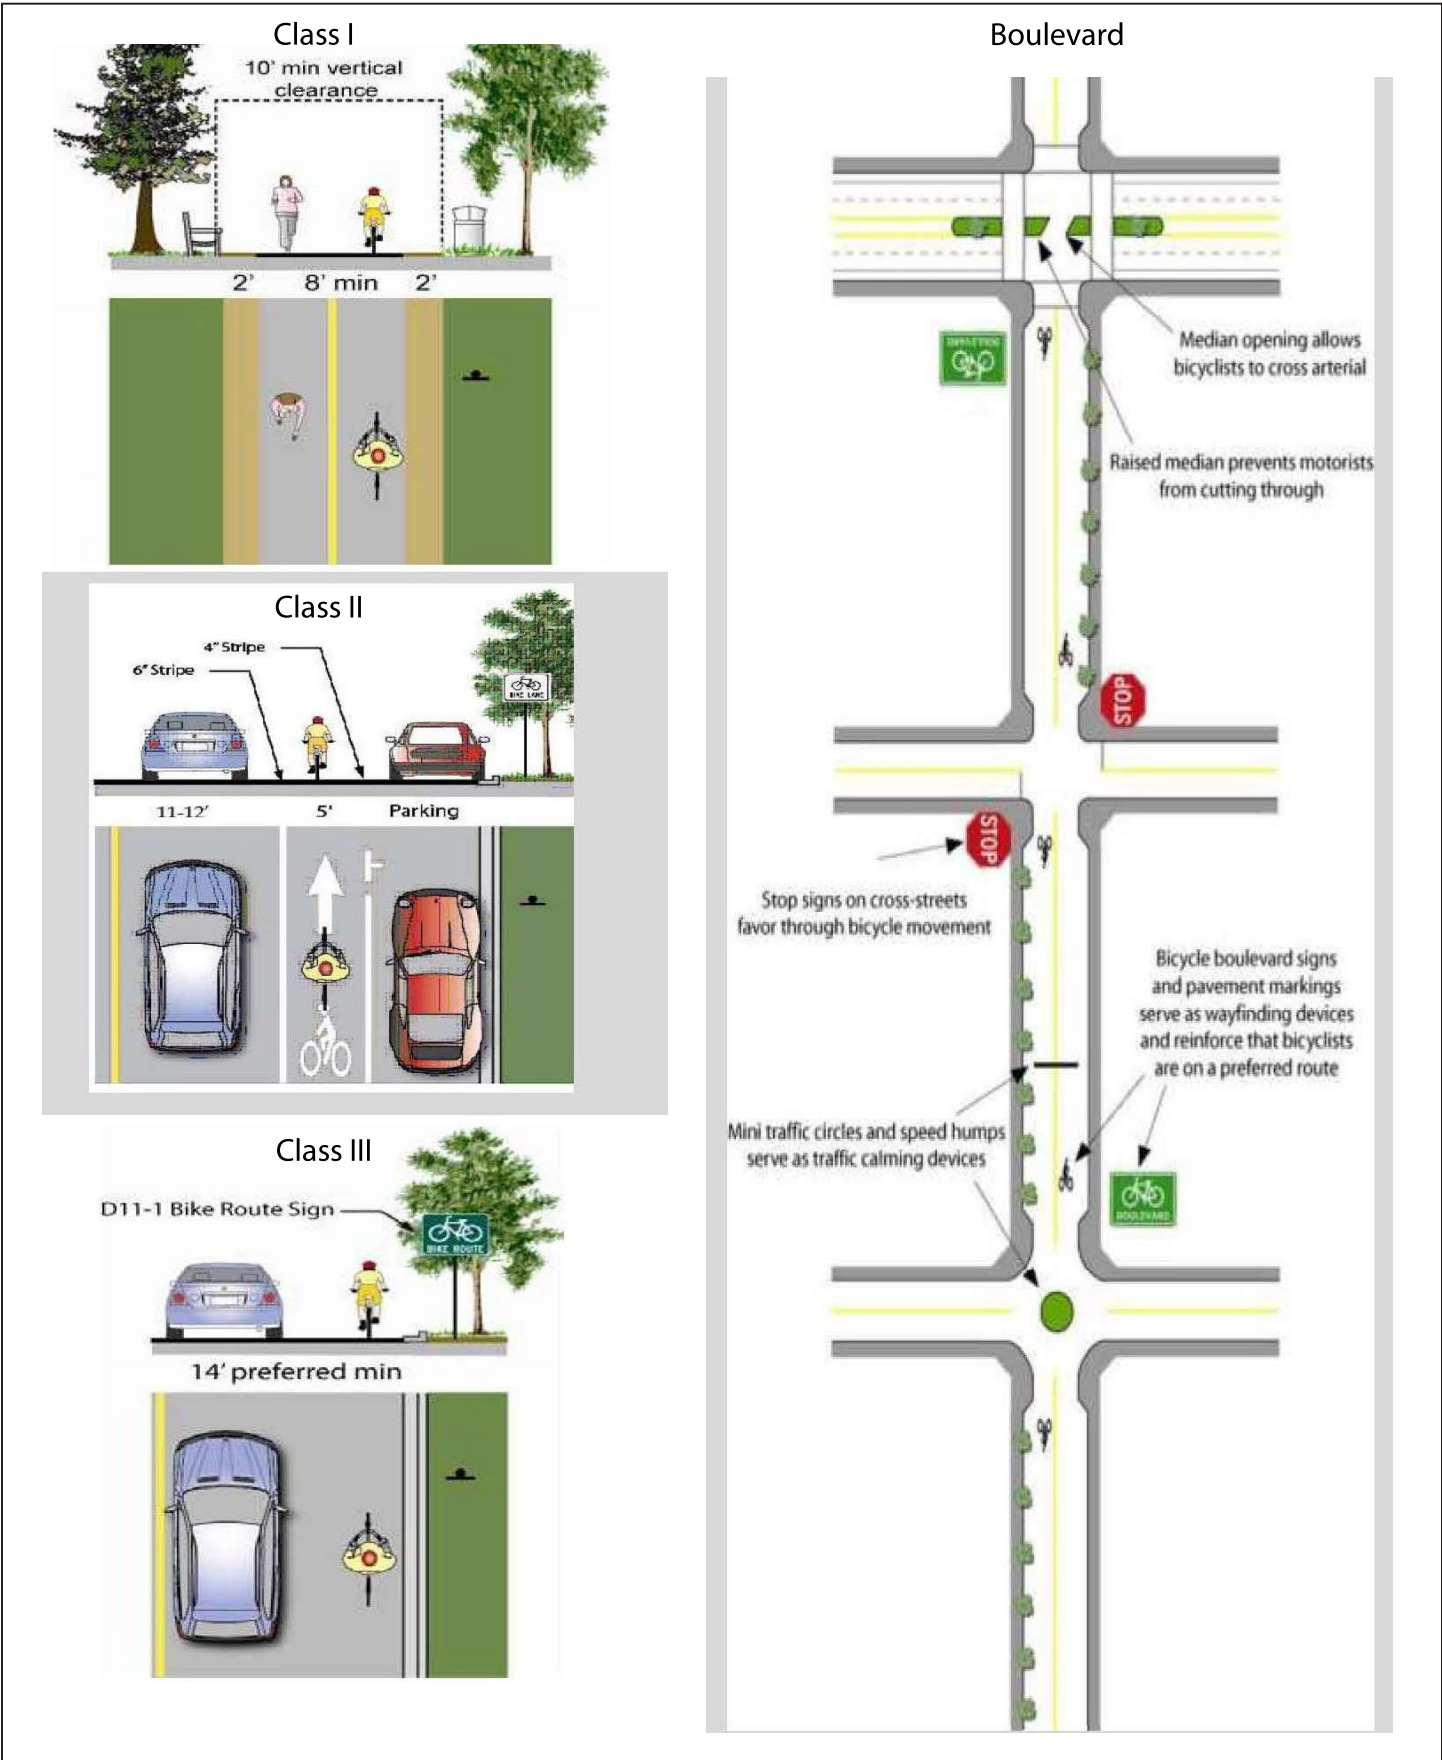 Class I
10' min vertical
clearance
2' 8' min 2'
Class II
4" Stripe
6" Stripe
BIKE LANE
11-12' 5' Parking
Class III
D11-1 Bike Route Sign
BIKE ROUTE
14' preferred min
Boulevard
BOULEVARD
Median opening allows
bicyclists to cross arterial
Raised median prevents motorists
from cutting through
STOP
STOP
Stop signs on cross-streets
favor through bicycle movement
Bicycle boulevard signs
and pavement markings
serve as wayfinding devices
and reinforce that bicyclists
are on a preferred route
Mini traffic circles and speed humps
serve as traffic calming devices
BOULEVARD